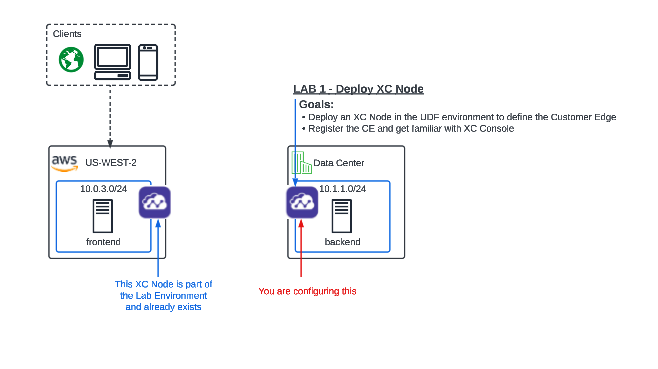 Clients
LAB 1 - Deploy XC Node
Goals:
• Deploy an XC Node in the UDF environment to define the Customer Edge
• Register the CE and get familiar with XC Console
aws
US-WEST-2
Data Center
10.0.3.0/24
10.1.1.0/24
frontend
backend
This XC Node is part of
the Lab Environment
and already exists
You are configuring this